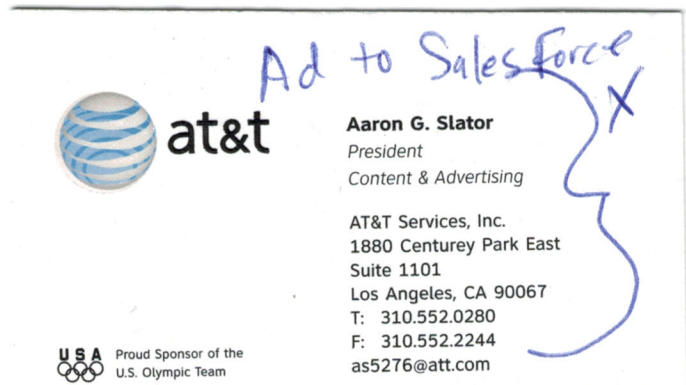 Ad to SalesForce
X
at&t
Aaron G. Slator
President
Content & Advertising
AT&T Services, Inc.
1880 Centurey Park East
Suite 1101
Los Angeles, CA 90067
T: 310.552.0280
F: 310.552.2244
as5276@att.com
USA
Proud Sponsor of the
U.S. Olympic Team